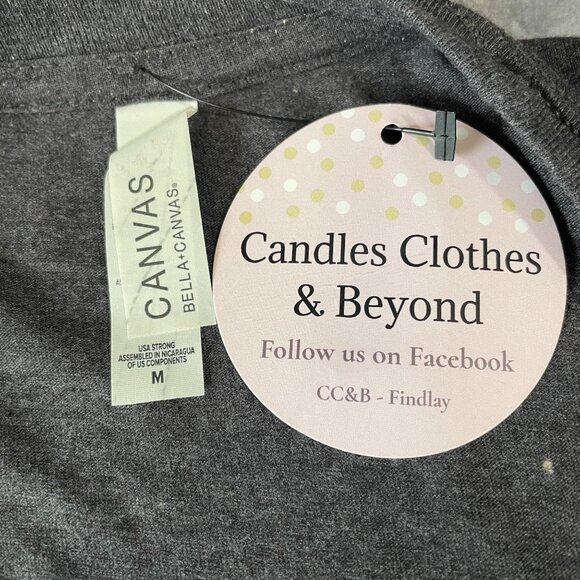 CANVAS
BELLA+CANVAS®
USA STRONG
ASSEMBLED IN NICARAGUA
OF US COMPONENTS
M
Candles Clothes
& Beyond
Follow us on Facebook
CC&B - Findlay